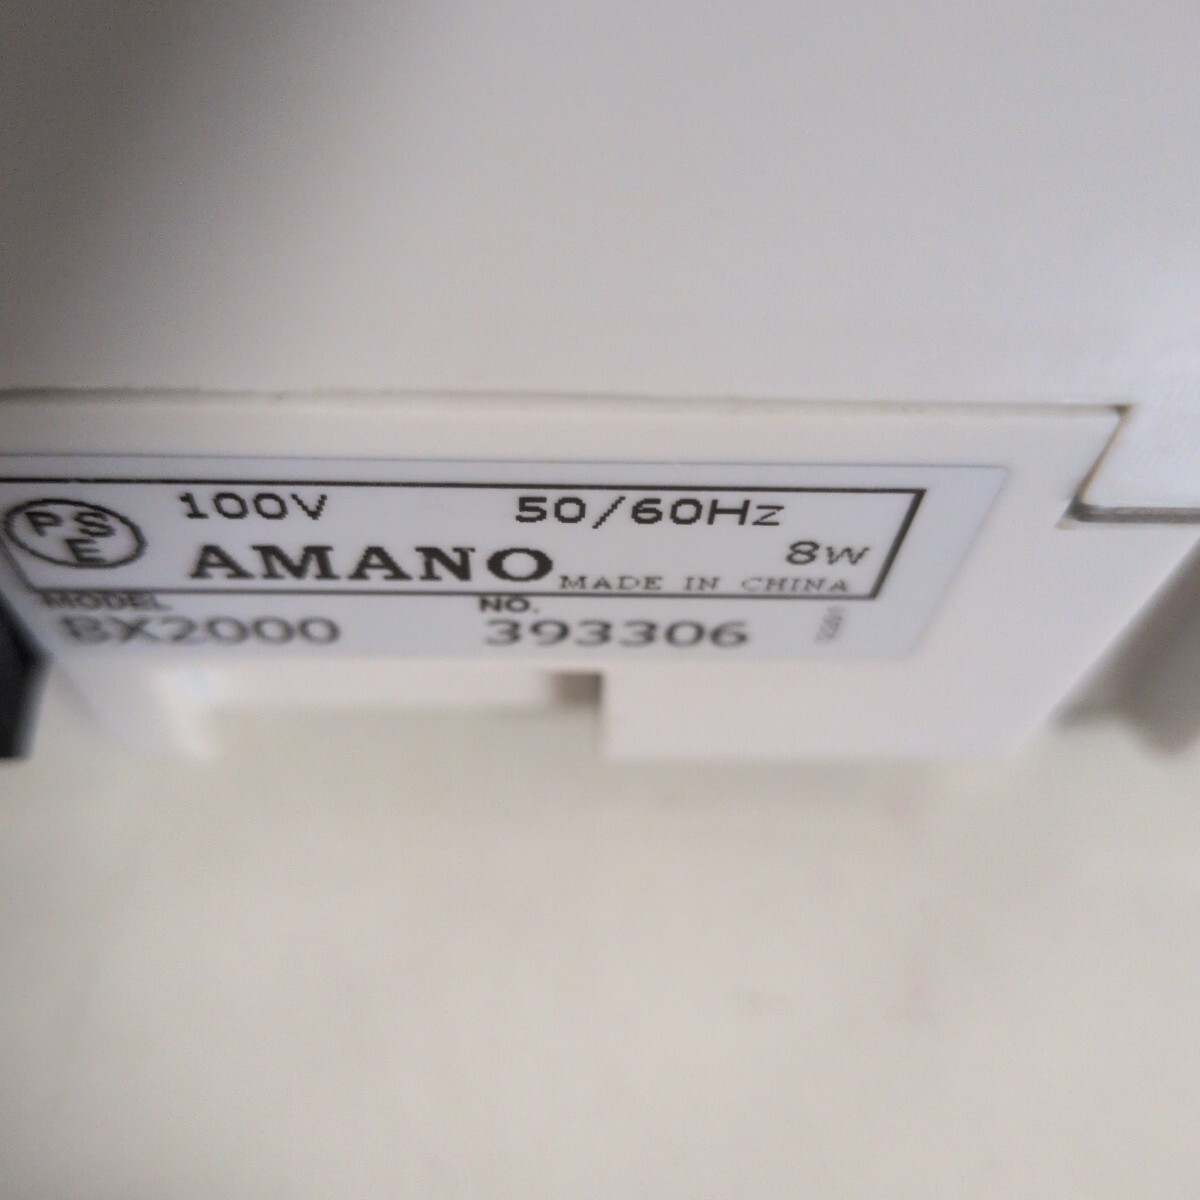 PSE 100V 50/60Hz
AMANO 8W
MADE IN CHINA
MODEL NO.
BX2000 393306